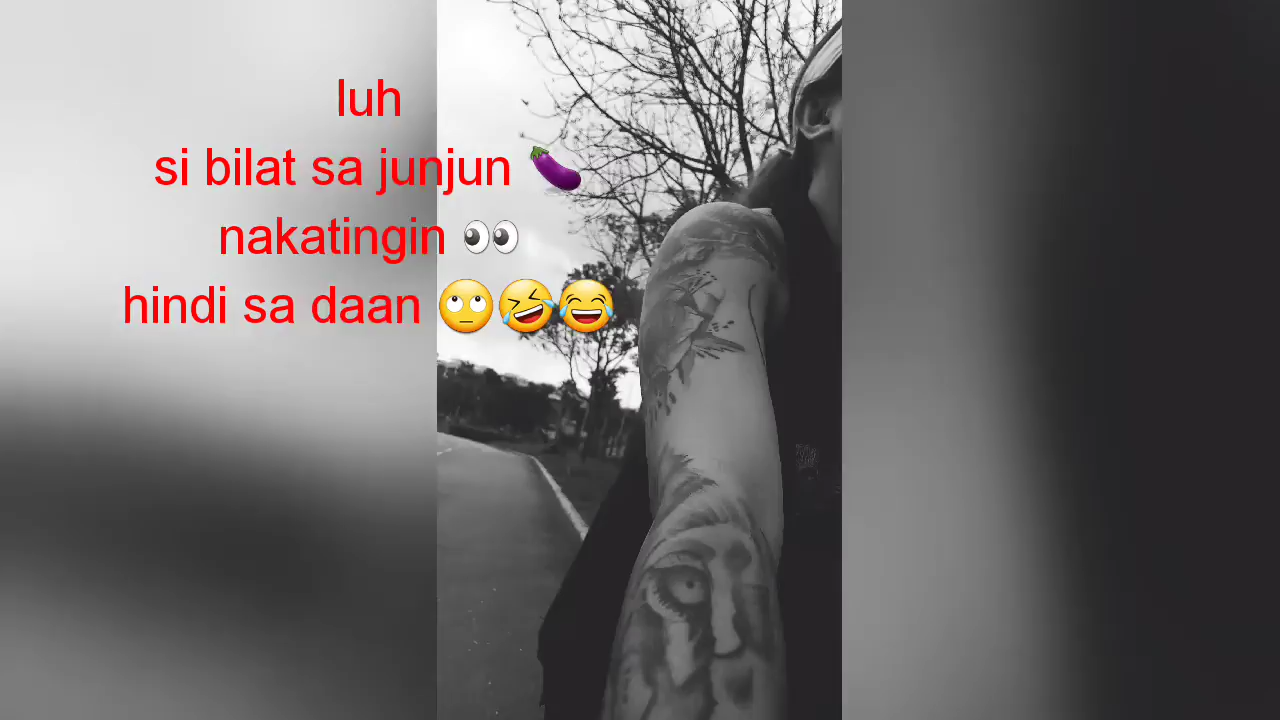 luh
si bilat sa junjun 🍆
nakatingin 👀
hindi sa daan 🙄🤣😂